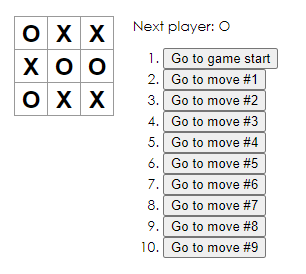 O X X
X O O
O X X
Next player: O
1. Go to game start
2. Go to move #1
3. Go to move #2
4. Go to move #3
5. Go to move #4
6. Go to move #5
7. Go to move #6
8. Go to move #7
9. Go to move #8
10. Go to move #9